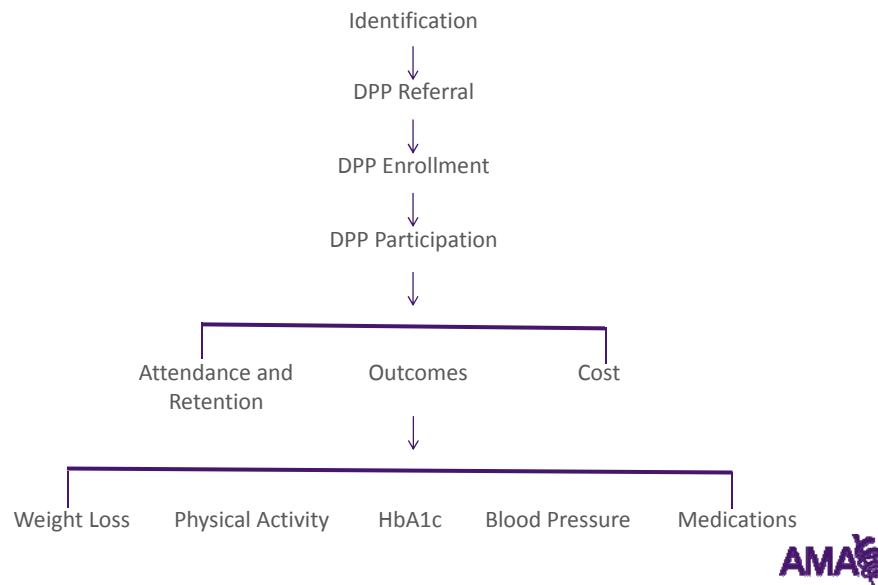 Identification
DPP Referral
DPP Enrollment
DPP Participation
Attendance and
Retention
Outcomes
Cost
Weight Loss
Physical Activity
HbA1c
Blood Pressure
Medications
AMA